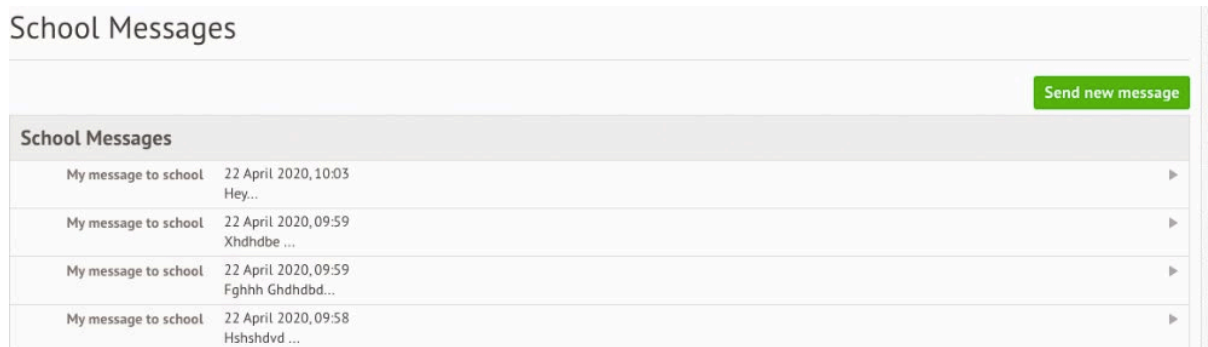 School Messages
Send new message
School Messages
My message to school 22 April 2020, 10:03
Hey...
My message to school 22 April 2020, 09:59
Xhdhdbe ...
My message to school 22 April 2020, 09:59
Fghhh Ghdhdbd...
My message to school 22 April 2020, 09:58
Hshshdvd ...